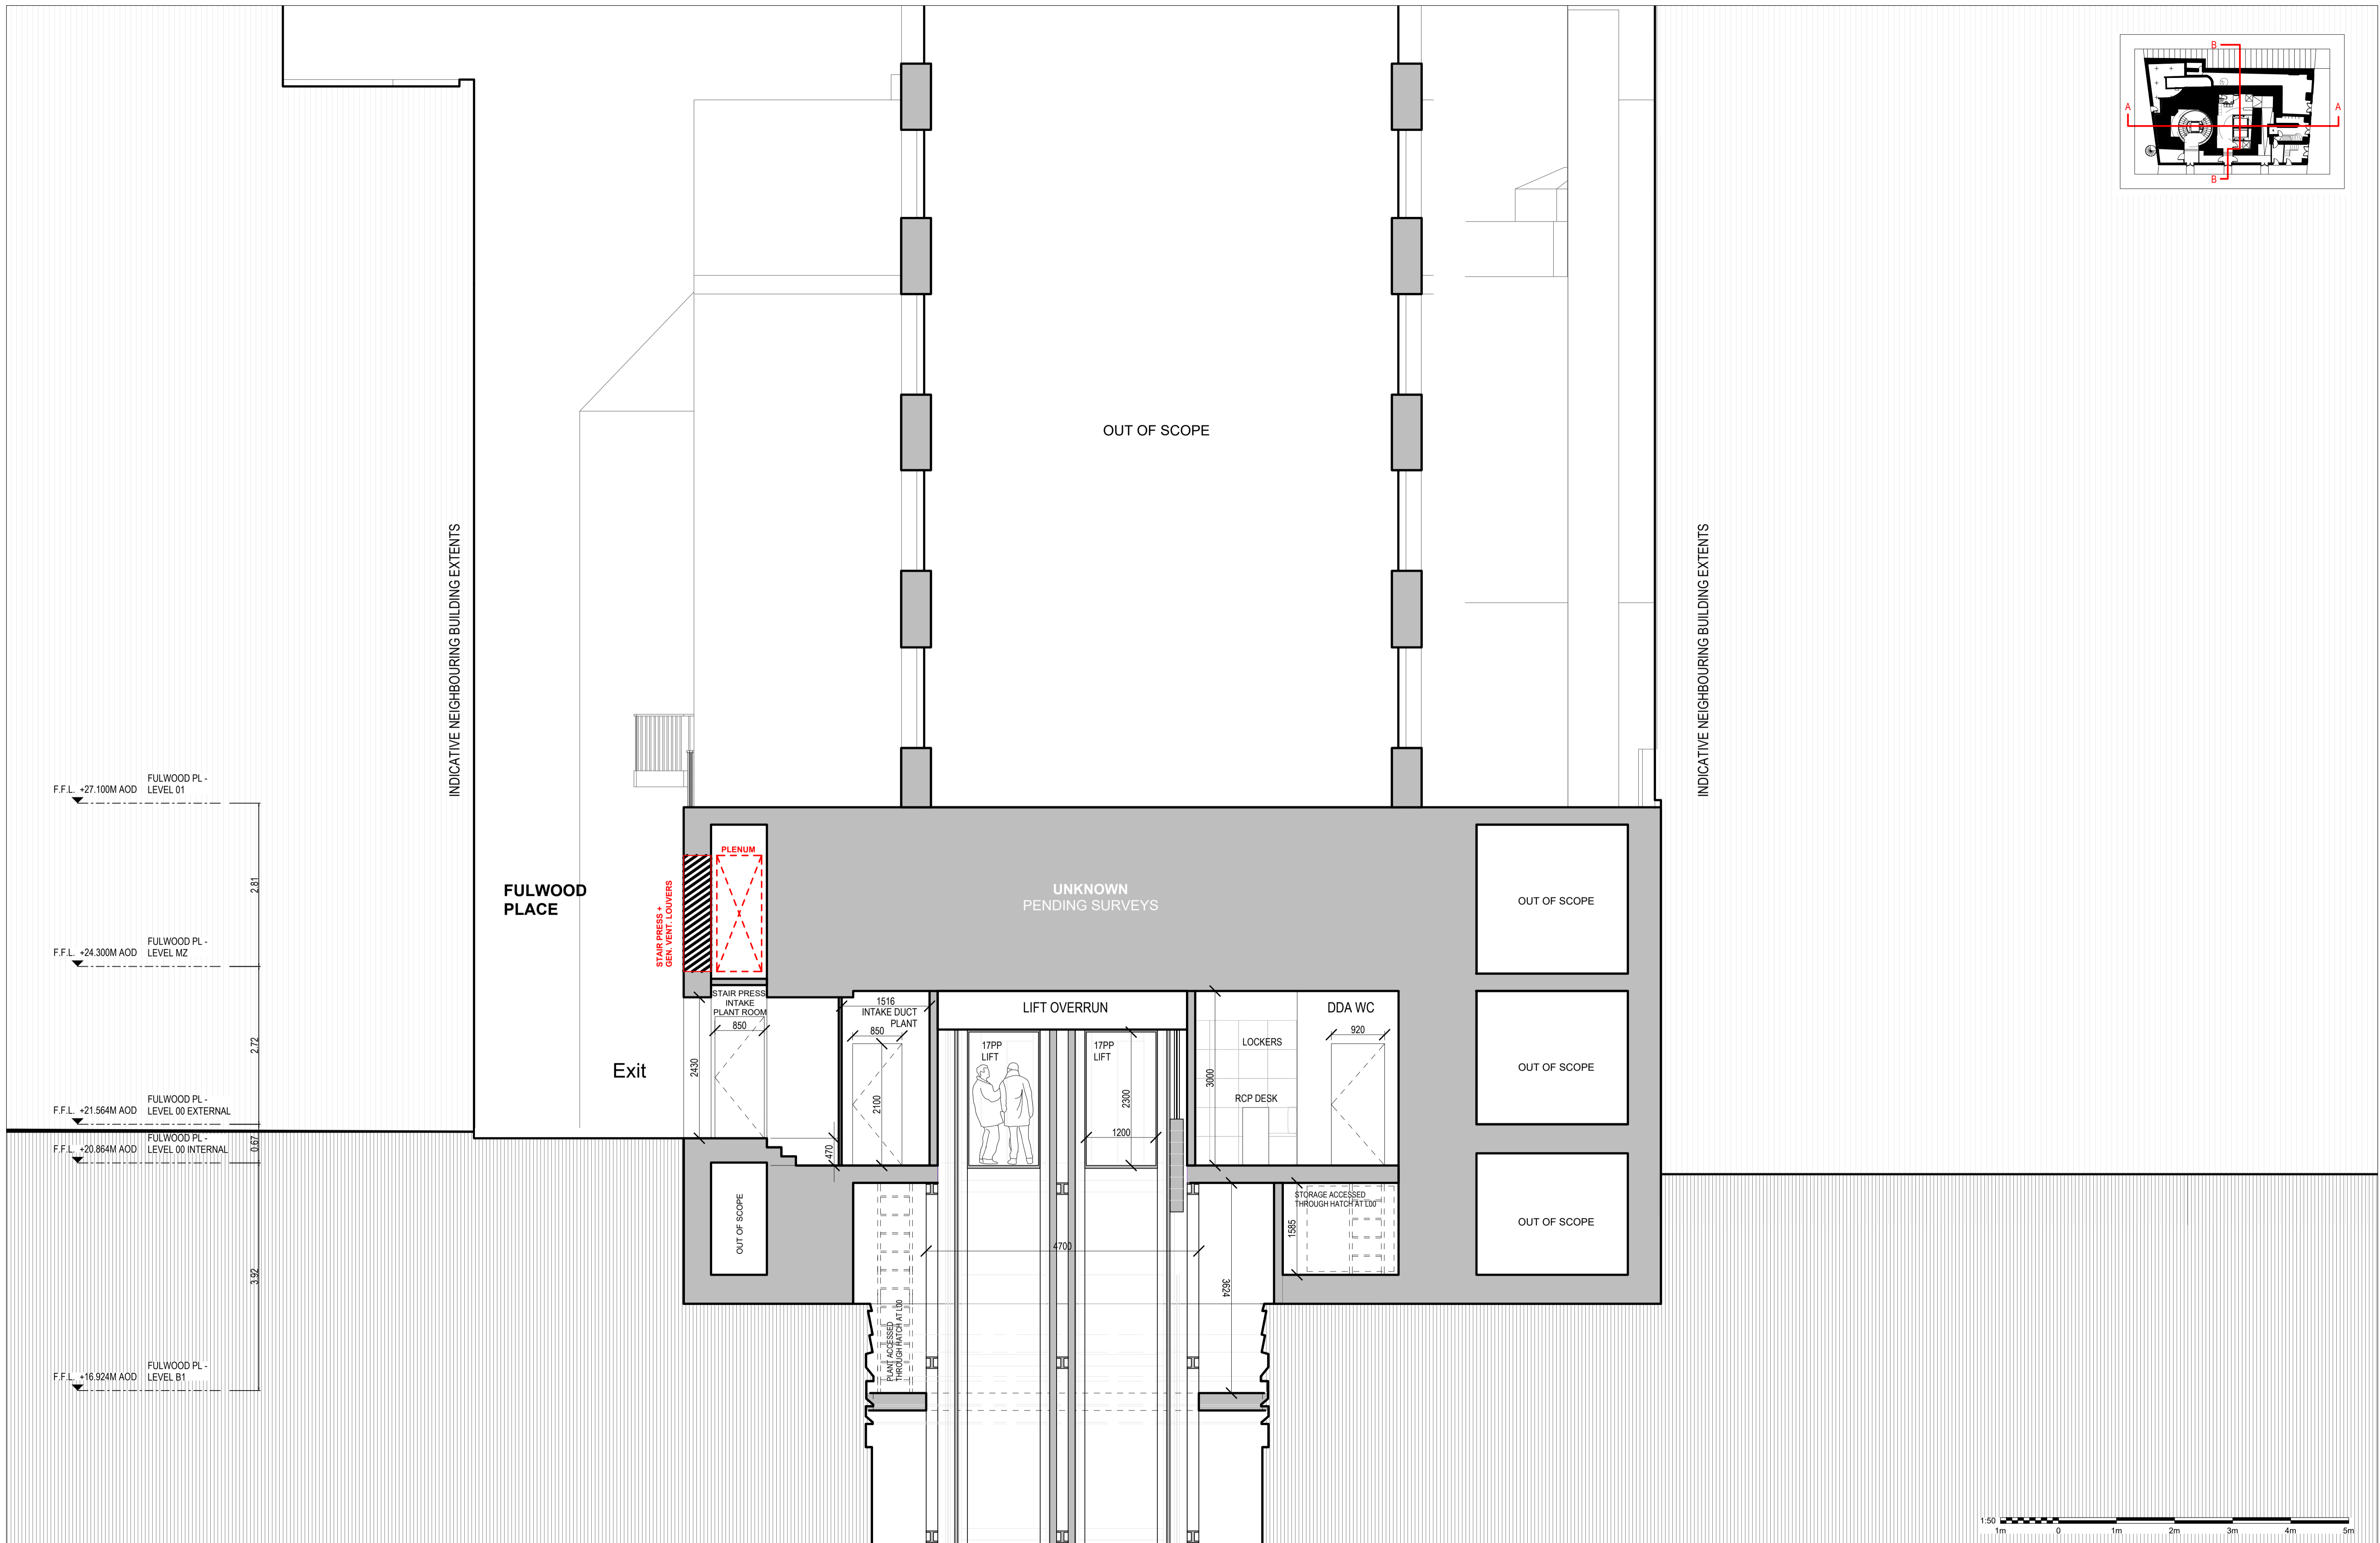 B
A
A
B
OUT OF SCOPE
INDICATIVE NEIGHBOURING BUILDING EXTENTS
INDICATIVE NEIGHBOURING BUILDING EXTENTS
FULWOOD PL -
F.F.L. +27.100M AOD LEVEL 01
2.81
FULWOOD PL -
F.F.L. +24.300M AOD LEVEL MZ
2.72
FULWOOD PL -
F.F.L. +21.564M AOD LEVEL 00 EXTERNAL
0.67
FULWOOD PL -
F.F.L. +20.864M AOD LEVEL 00 INTERNAL
3.92
FULWOOD PL -
F.F.L. +16.924M AOD LEVEL B1
FULWOOD
PLACE
STAIR PRESS +
GEN. VENT. LOUVERS
PLENUM
UNKNOWN
PENDING SURVEYS
OUT OF SCOPE
STAIR PRESS
INTAKE
PLANT ROOM
850
2430
Exit
1516
INTAKE DUCT
PLANT
850
2100
470
LIFT OVERRUN
17PP
LIFT
17PP
LIFT
2300
1200
3000
LOCKERS
RCP DESK
DDA WC
920
OUT OF SCOPE
OUT OF SCOPE
PLANT ACCESSED
THROUGH HATCH AT L00
4700
3624
STORAGE ACCESSED
THROUGH HATCH AT L00
1585
OUT OF SCOPE
1:50
1m 0 1m 2m 3m 4m 5m